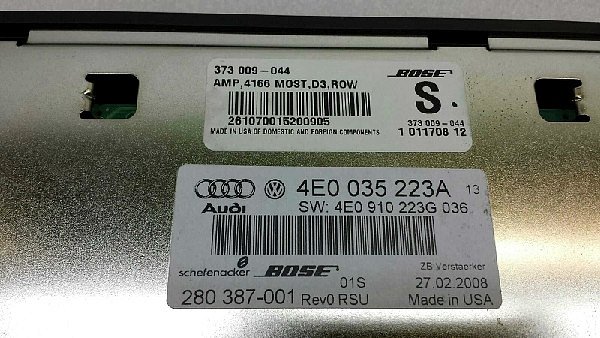 373 009-044
BOSE
AMP,4166 MOST,D3,ROW
S.
261070015200905
373 009-044
MADE IN USA OF DOMESTIC AND FOREIGN COMPONENTS
1 011708 12
4E0 035 223A 13
Audi
SW: 4E0 910 223G 036
schefenacker
BOSE
01S
ZB Verstaerker
27.02.2008
280 387-001 Rev0 RSU
Made in USA